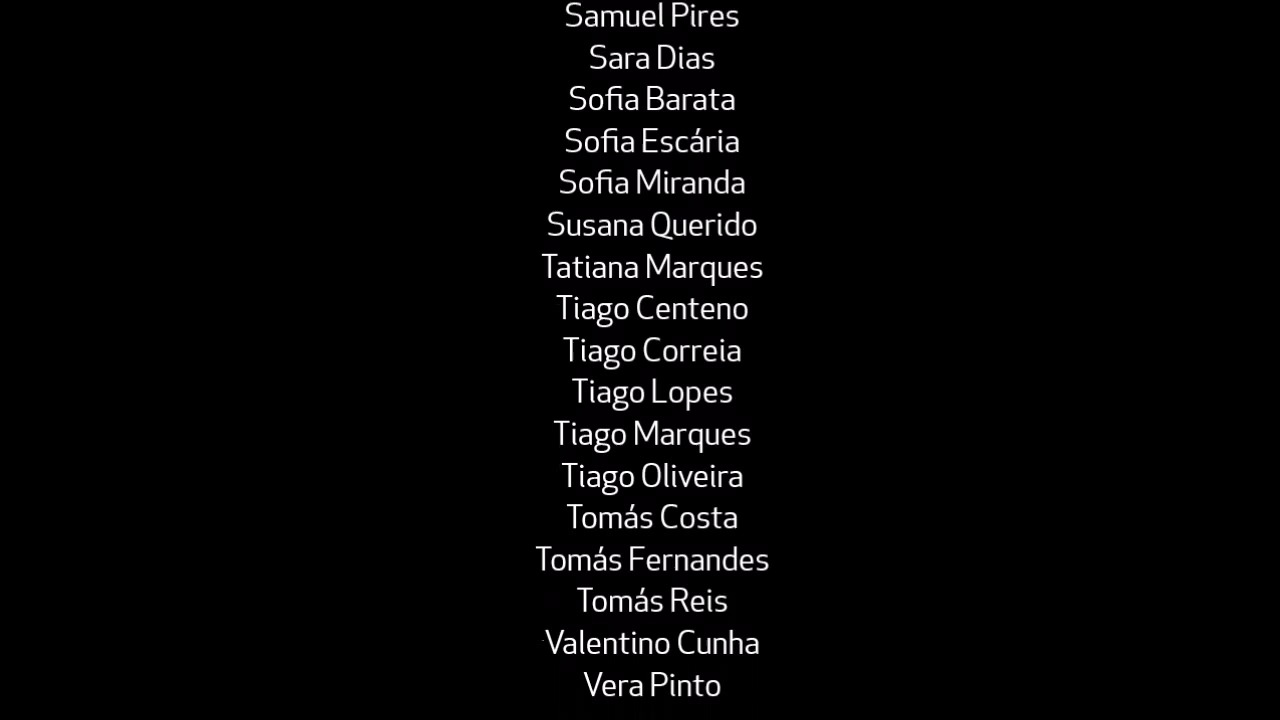 Samuel Pires
Sara Dias
Sofia Barata
Sofia Escária
Sofia Miranda
Susana Querido
Tatiana Marques
Tiago Centeno
Tiago Correia
Tiago Lopes
Tiago Marques
Tiago Oliveira
Tomás Costa
Tomás Fernandes
Tomás Reis
Valentino Cunha
Vera Pinto